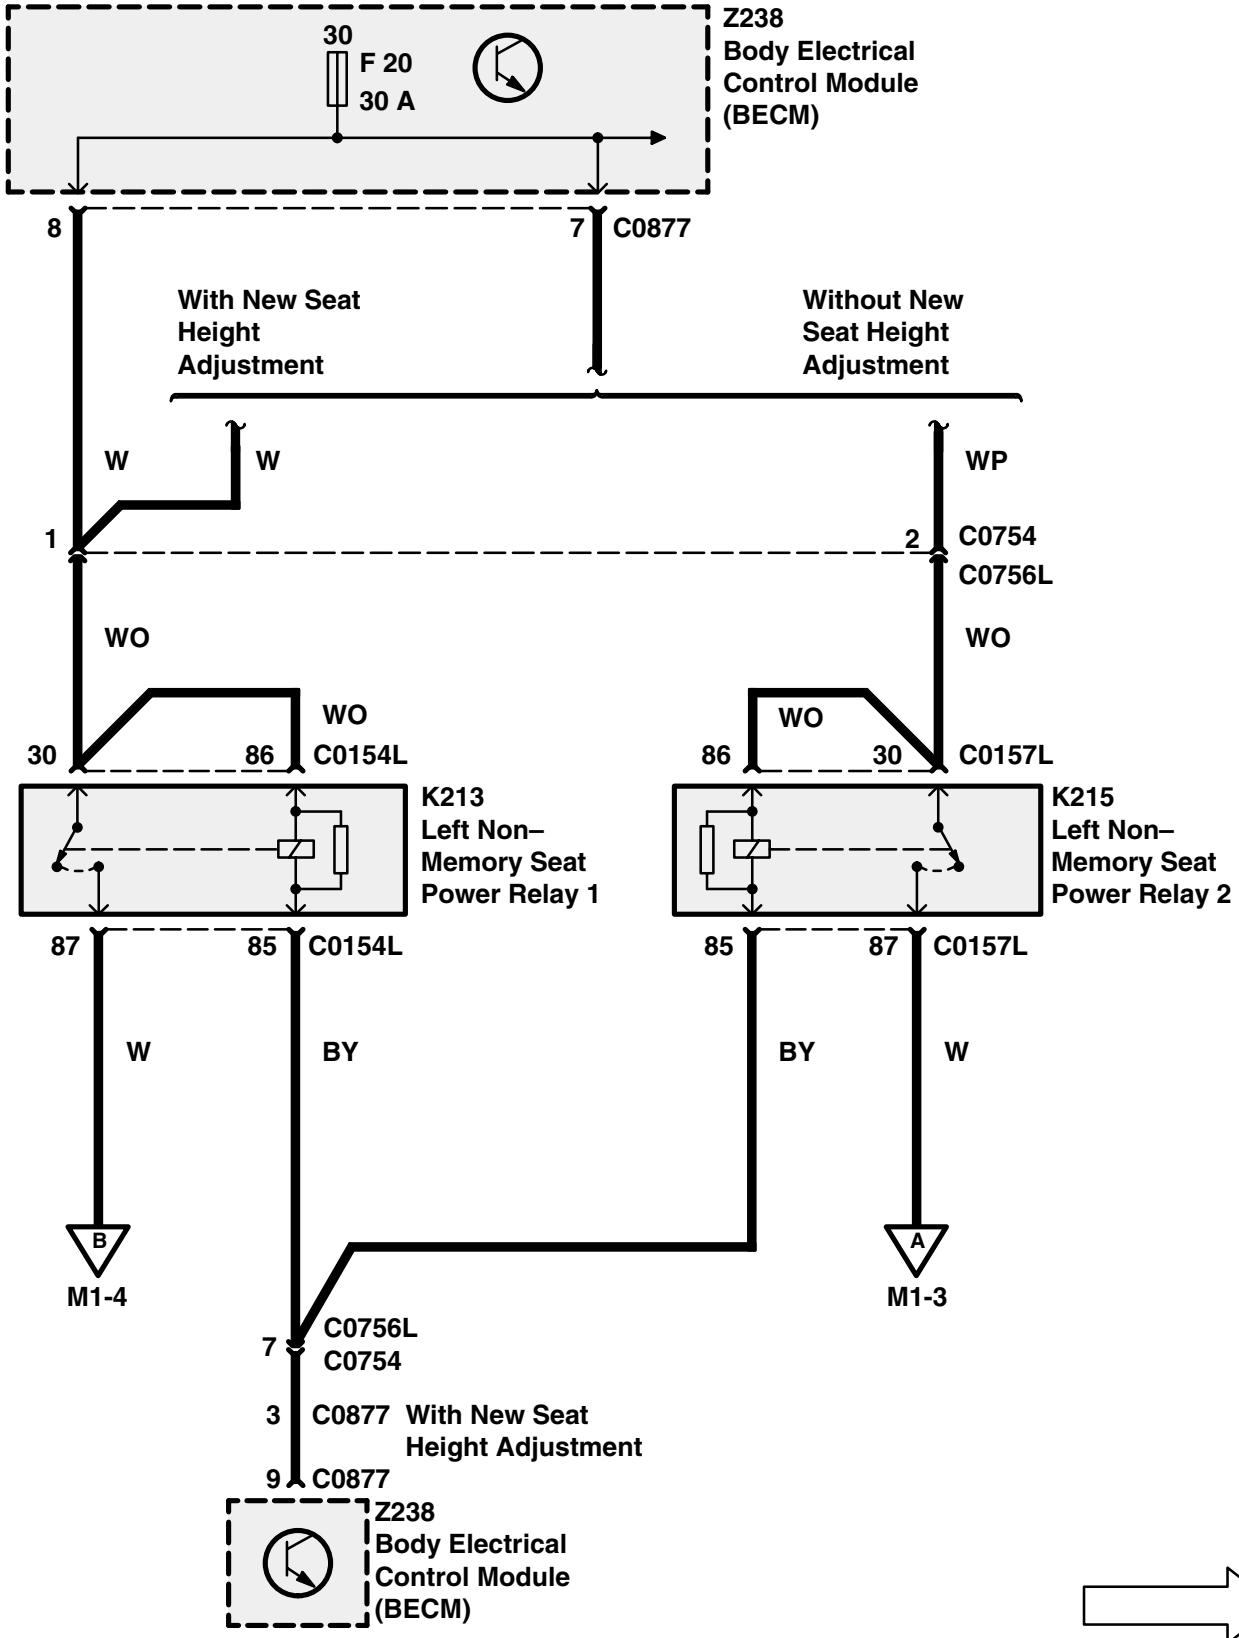 Z238
Body Electrical
Control Module
(BECM)
30
F 20
30 A
8
7 C0877
With New Seat
Height
Adjustment
Without New
Seat Height
Adjustment
W
W
WP
1
2 C0754
C0756L
WO
WO
WO
WO
30
86 C0154L
86
30 C0157L
K213
Left Non–
Memory Seat
Power Relay 1
K215
Left Non–
Memory Seat
Power Relay 2
87
85 C0154L
85
87 C0157L
W
BY
BY
W
B
M1-4
A
M1-3
7 C0756L
C0754
3 C0877 With New Seat
Height Adjustment
9 C0877
Z238
Body Electrical
Control Module
(BECM)